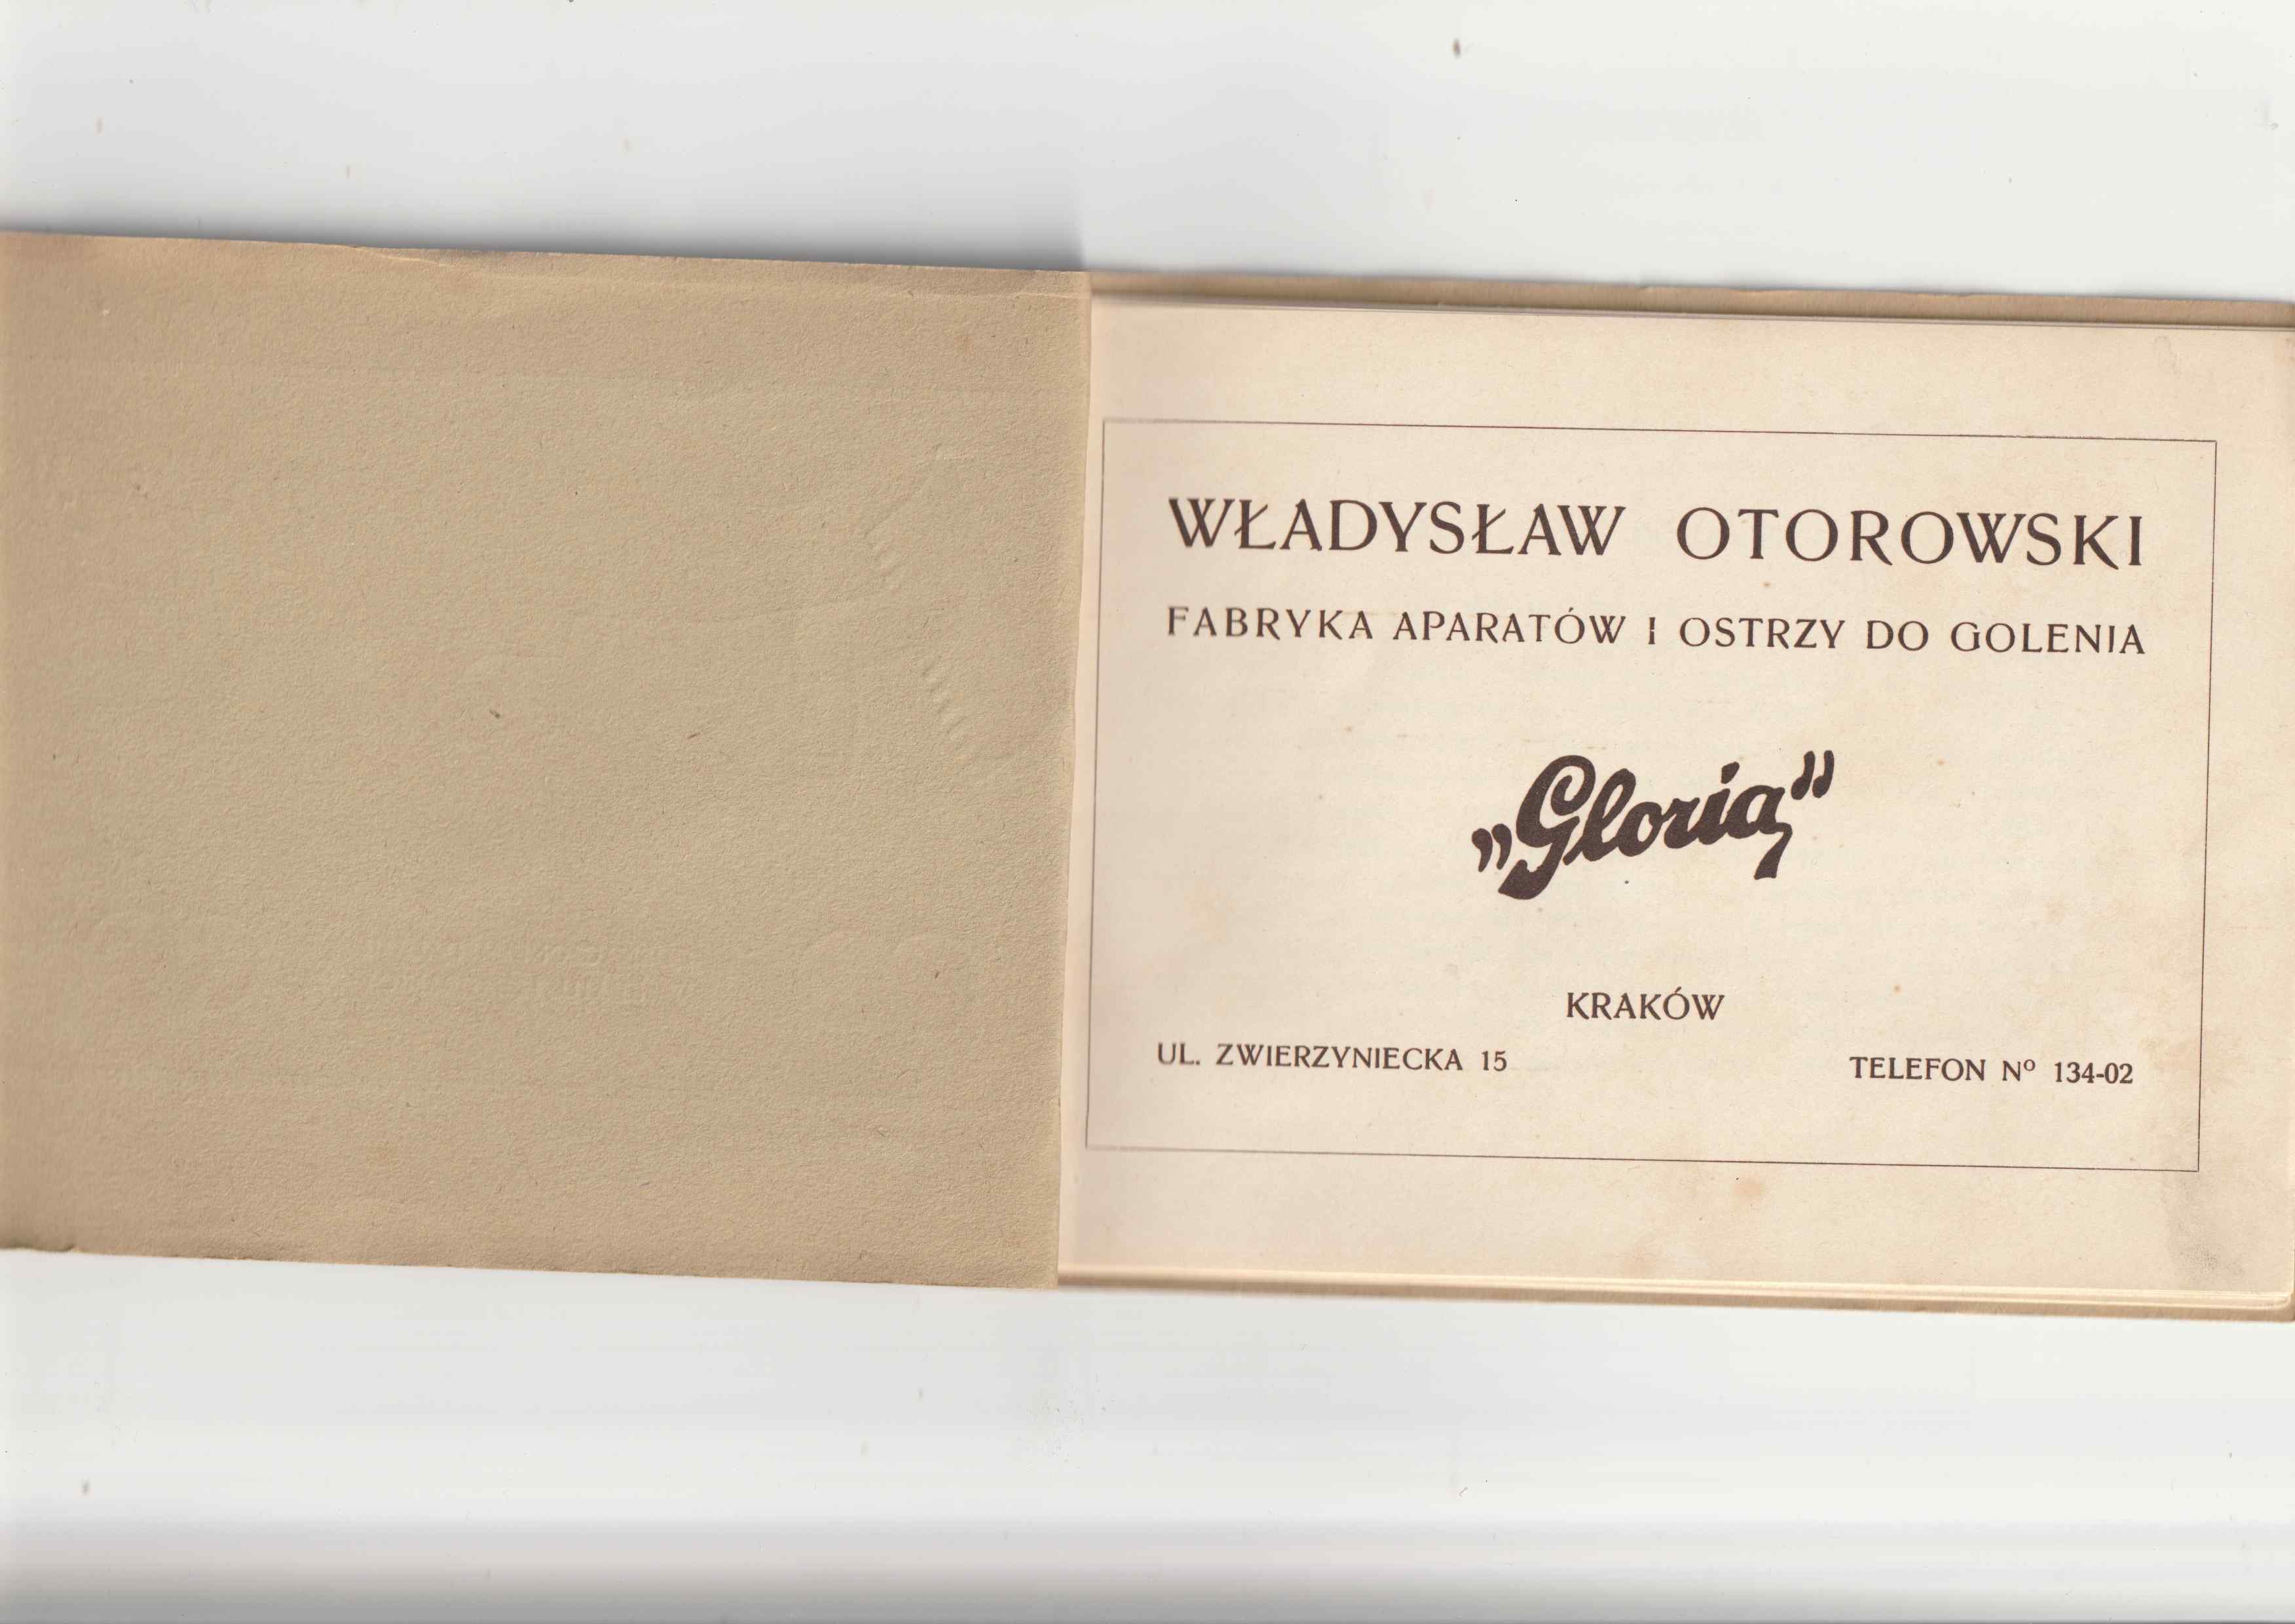 WŁADYSŁAW OTOROWSKI
FABRYKA APARATÓW I OSTRZY DO GOLENIA
„Gloria”
KRAKÓW
UL. ZWIERZYNIECKA 15 TELEFON Nº 134-02